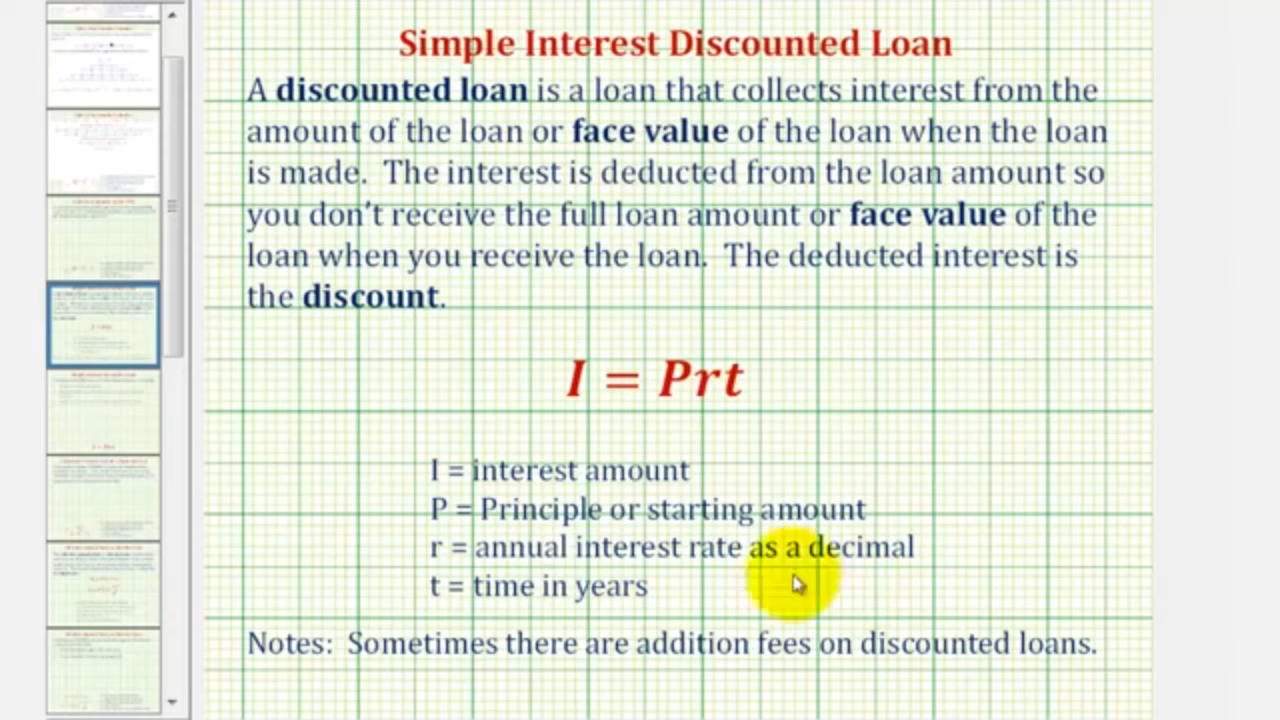 Simple Interest Discounted Loan
A discounted loan is a loan that collects interest from the
amount of the loan or face value of the loan when the loan
is made. The interest is deducted from the loan amount so
you don't receive the full loan amount or face value of the
loan when you receive the loan. The deducted interest is
the discount.
I = Prt
I = interest amount
P = Principle or starting amount
r = annual interest rate as a decimal
t = time in years
Notes: Sometimes there are addition fees on discounted loans.